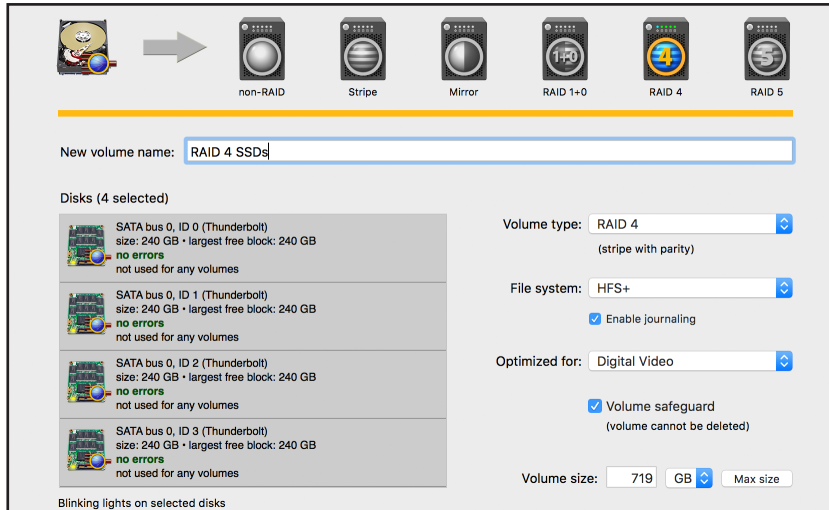 non-RAID
Stripe
Mirror
1+0
RAID 1+0
4
RAID 4
5
RAID 5
New volume name: RAID 4 SSDs
Disks (4 selected)
SATA bus 0, ID 0 (Thunderbolt)
size: 240 GB • largest free block: 240 GB
no errors
not used for any volumes
SATA bus 0, ID 1 (Thunderbolt)
size: 240 GB • largest free block: 240 GB
no errors
not used for any volumes
SATA bus 0, ID 2 (Thunderbolt)
size: 240 GB • largest free block: 240 GB
no errors
not used for any volumes
SATA bus 0, ID 3 (Thunderbolt)
size: 240 GB • largest free block: 240 GB
no errors
not used for any volumes
Blinking lights on selected disks
Volume type: RAID 4
(stripe with parity)
File system: HFS+
Enable journaling
Optimized for: Digital Video
Volume safeguard
(volume cannot be deleted)
Volume size: 719 GB Max size